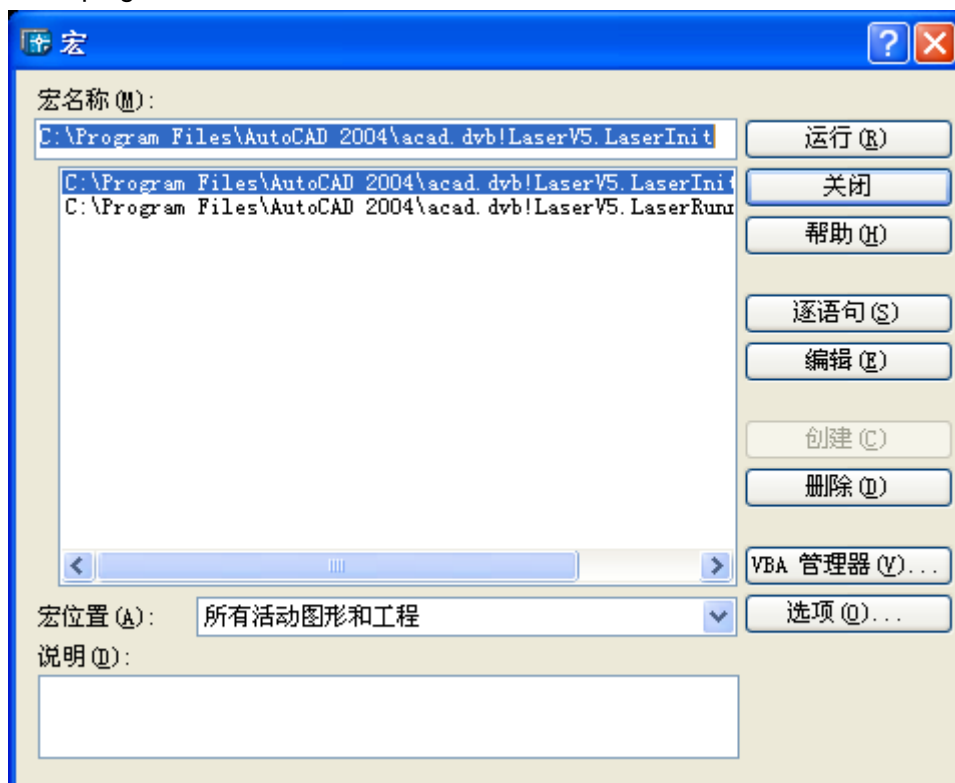 宏
宏名称(M):
C:\Program Files\AutoCAD 2004\acad.dvb!LaserV5.LaserInit
运行(R)
C:\Program Files\AutoCAD 2004\acad.dvb!LaserV5.LaserInit
关闭
C:\Program Files\AutoCAD 2004\acad.dvb!LaserV5.LaserRunn
帮助(H)
逐语句(S)
编辑(E)
创建(C)
删除(D)
VBA 管理器(V)...
宏位置(A):
所有活动图形和工程
选项(O)...
说明(D):